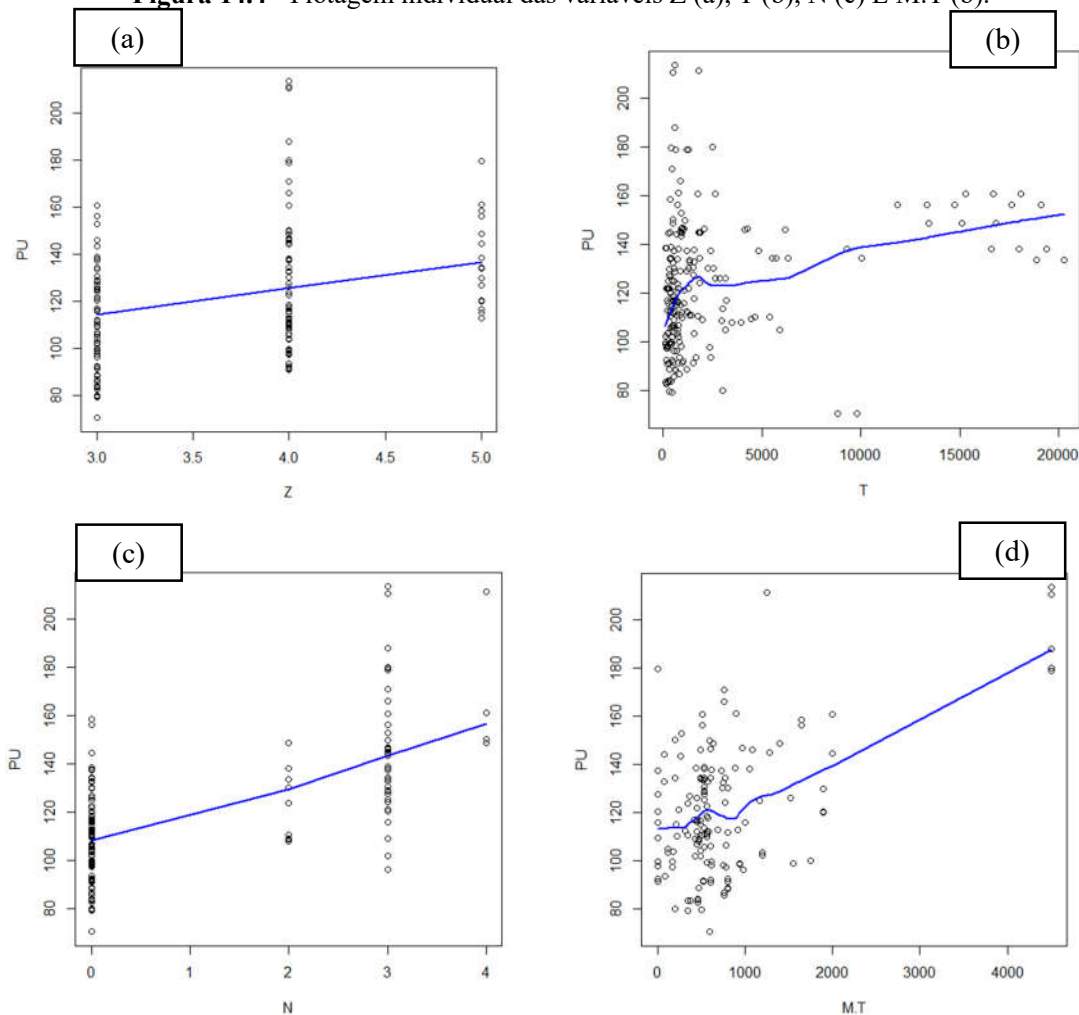 Figura 14.4 - Plotagem individual das variáveis Z (a), T (b), N (c) E M.T (b).
(a)
PU
200
180
160
140
120
100
80
3.0 3.5 4.0 4.5 5.0
Z
(b)
PU
200
180
160
140
120
100
80
0 5000 10000 15000 20000
T
(c)
PU
200
180
160
140
120
100
80
0 1 2 3 4
N
(d)
PU
200
180
160
140
120
100
80
0 1000 2000 3000 4000
M.T